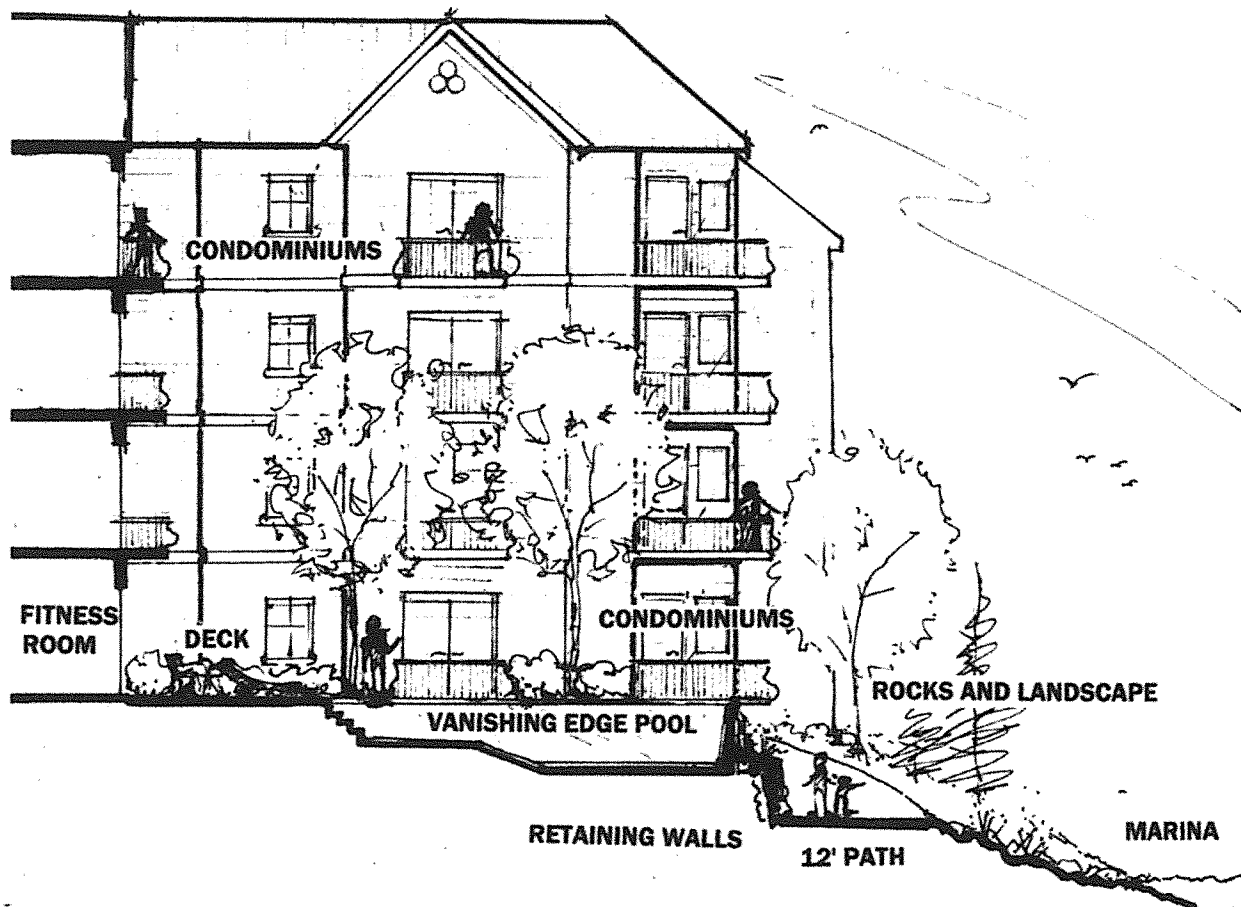 CONDOMINIUMS
FITNESS
ROOM
DECK
CONDOMINIUMS
ROCKS AND LANDSCAPE
VANISHING EDGE POOL
RETAINING WALLS
12' PATH
MARINA